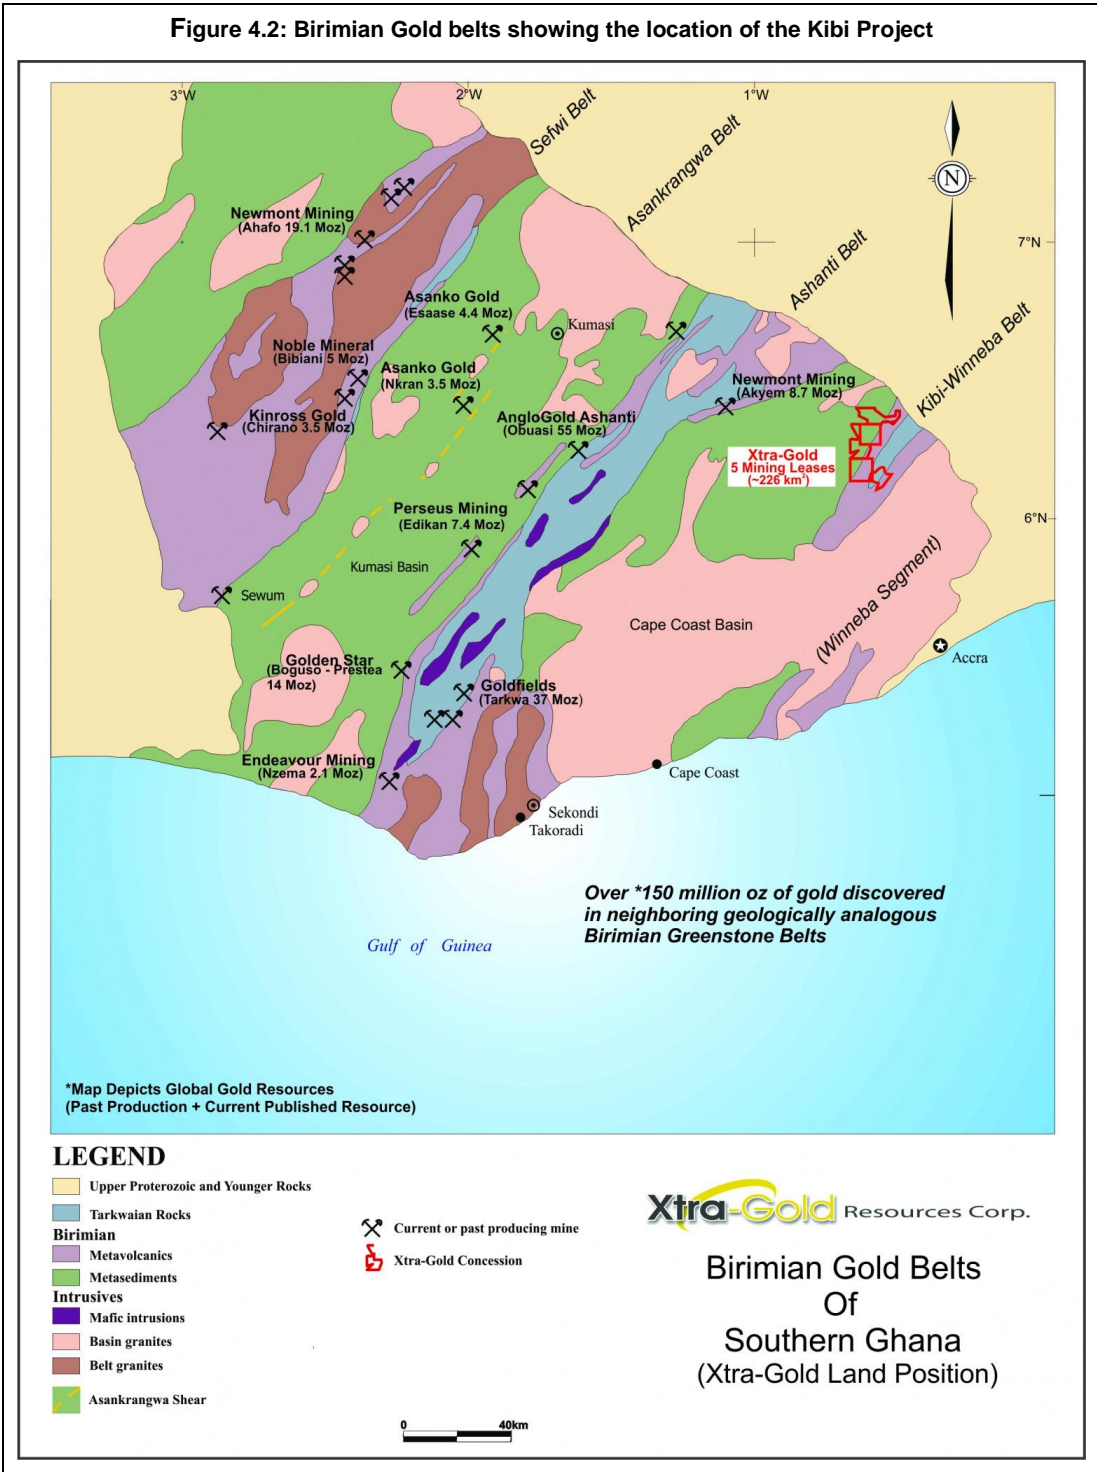 Figure 4.2: Birimian Gold belts showing the location of the Kibi Project
3°W
2°W
1°W
Sefwi Belt
Asankrangwa Belt
Ashanti Belt
Kibi-Winneba Belt
N
7°N
6°N
Newmont Mining
(Ahafo 19.1 Moz)
Asanko Gold
(Esaase 4.4 Moz)
Kumasi
Noble Mineral
(Bibiani 5 Moz)
Asanko Gold
(Nkran 3.5 Moz)
Newmont Mining
(Akyem 8.7 Moz)
Kinross Gold
(Chirano 3.5 Moz)
AngloGold Ashanti
(Obuasi 55 Moz)
Xtra-Gold
5 Mining Leases
(~226 km²)
Perseus Mining
(Edikan 7.4 Moz)
Kumasi Basin
Sewum
Cape Coast Basin
(Winneba Segment)
Accra
Golden Star
(Boguso - Prestea
14 Moz)
Goldfields
(Tarkwa 37 Moz)
Endeavour Mining
(Nzema 2.1 Moz)
Cape Coast
Sekondi
Takoradi
Over *150 million oz of gold discovered
in neighboring geologically analogous
Birimian Greenstone Belts
Gulf of Guinea
*Map Depicts Global Gold Resources
(Past Production + Current Published Resource)
LEGEND
Upper Proterozoic and Younger Rocks
Tarkwaian Rocks
Birimian
Metavolcanics
Metasediments
Intrusives
Mafic intrusions
Basin granites
Belt granites
Asankrangwa Shear
Current or past producing mine
Xtra-Gold Concession
0 40km
Xtra-Gold Resources Corp.
Birimian Gold Belts
Of
Southern Ghana
(Xtra-Gold Land Position)